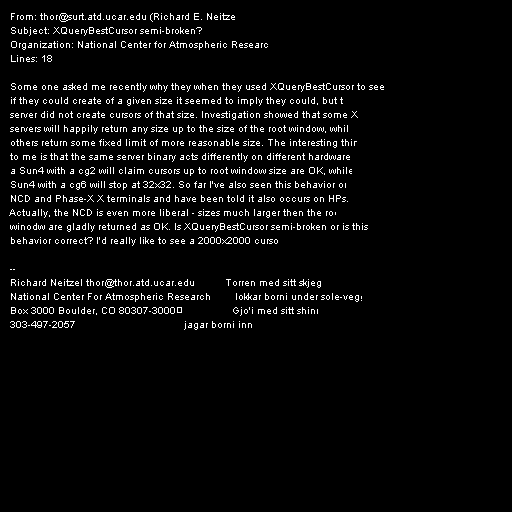 From: thor@surt.atd.ucar.edu (Richard E. Neitze
Subject: XQueryBestCursor semi-broken?
Organization: National Center for Atmospheric Researc
Lines: 18

Some one asked me recently why they when they used XQueryBestCursor to see
if they could create of a given size it seemed to imply they could, but t
server did not create cursors of that size. Investigation showed that some X
servers will happily return any size up to the size of the root window, whil
others return some fixed limit of more reasonable size. The interesting thir
to me is that the same server binary acts differently on different hardware
a Sun4 with a cg2 will claim cursors up to root window size are OK, while
Sun4 with a cg6 will stop at 32x32. So far I've also seen this behavior or
NCD and Phase-X X terminals and have been told it also occurs on HPs.
Actually, the NCD is even more liberal - sizes much larger then the ro
winodw are gladly returned as OK. Is XQueryBestCursor semi-broken or is this
behavior correct? I'd really like to see a 2000x2000 curso

--
Richard Neitzel thor@thor.atd.ucar.edu Torren med sitt skjeg
National Center For Atmospheric Research lokkar borni under sole-veg
Box 3000 Boulder, CO 80307-3000 Gjo'i med sitt shin
303-497-2057 jagar borni inn